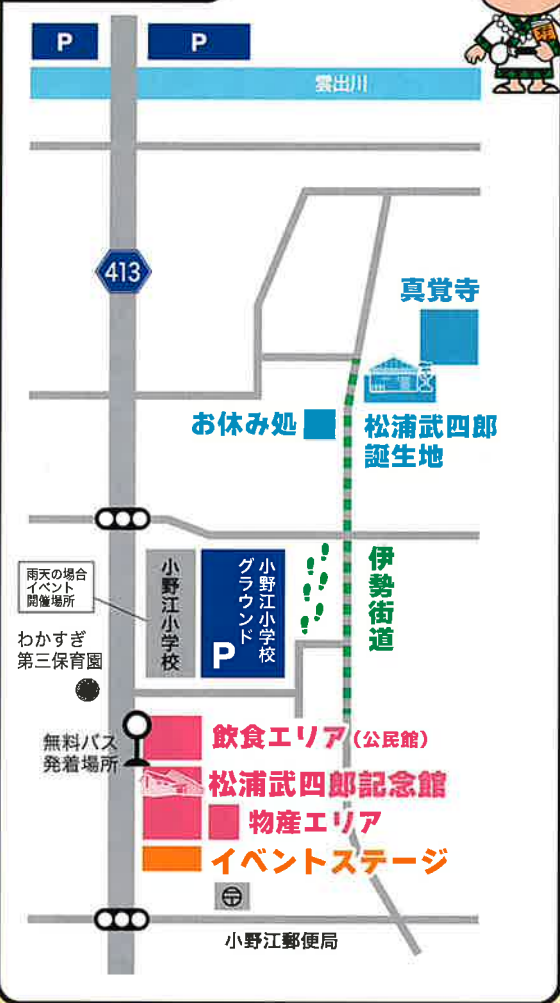 P
P
雲出川
413
真覚寺
お休み処
松浦武四郎
誕生地
雨天の場合
イベント
開催場所
小野江小学校
小野江小学校
グラウンド
P
伊勢街道
わかすぎ
第三保育園
無料バス
発着場所
飲食エリア(公民館)
松浦武四郎記念館
物産エリア
イベントステージ
〒
小野江郵便局